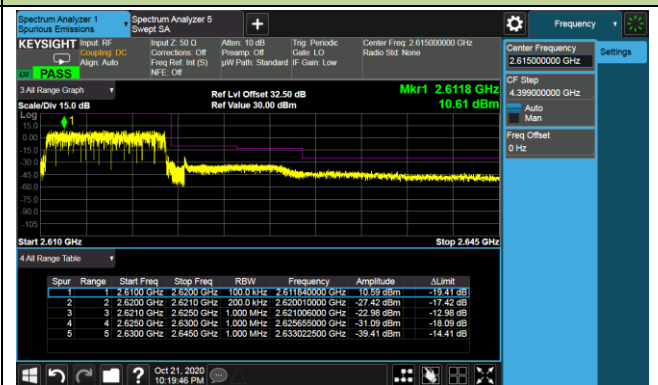 Spectrum Analyzer 1
Spurious Emissions
Spectrum Analyzer 5
Swept SA
+
Frequency
KEYSIGHT
Input: RF
Coupling: DC
Align: Auto
Input Z: 50 Ω
Corrections: Off
Freq Ref: Int (S)
NFE: Off
Atten: 10 dB
Preamp: Off
µW Path: Standard
Trig: Periodic
Gate: LO
IF Gain: Low
Center Freq: 2.615000000 GHz
Radio Std: None
PASS
Center Frequency
2.615000000 GHz
Settings
CF Step
4.399000000 GHz
Auto
Man
Freq Offset
0 Hz
3 All Range Graph
Scale/Div 15.0 dB
Ref Lvl Offset 32.50 dB
Ref Value 30.00 dBm
Mkr1 2.6118 GHz
10.61 dBm
Log
15.0
0.00
-15.0
-30.0
-45.0
-60.0
-75.0
-90.0
-105
1
Start 2.610 GHz
Stop 2.645 GHz
4 All Range Table
Spur Range Start Freq Stop Freq RBW Frequency Amplitude ΔLimit
1 1 2.6100 GHz 2.6200 GHz 100.0 kHz 2.611840000 GHz 10.59 dBm -19.41 dB
2 2 2.6200 GHz 2.6210 GHz 200.0 kHz 2.620010000 GHz -27.42 dBm -17.42 dB
3 3 2.6210 GHz 2.6250 GHz 1.000 MHz 2.621006000 GHz -22.98 dBm -12.98 dB
4 4 2.6250 GHz 2.6300 GHz 1.000 MHz 2.625655000 GHz -31.09 dBm -18.09 dB
5 5 2.6300 GHz 2.6450 GHz 1.000 MHz 2.633022500 GHz -39.41 dBm -14.41 dB
?
Oct 21, 2020
10:19:46 PM